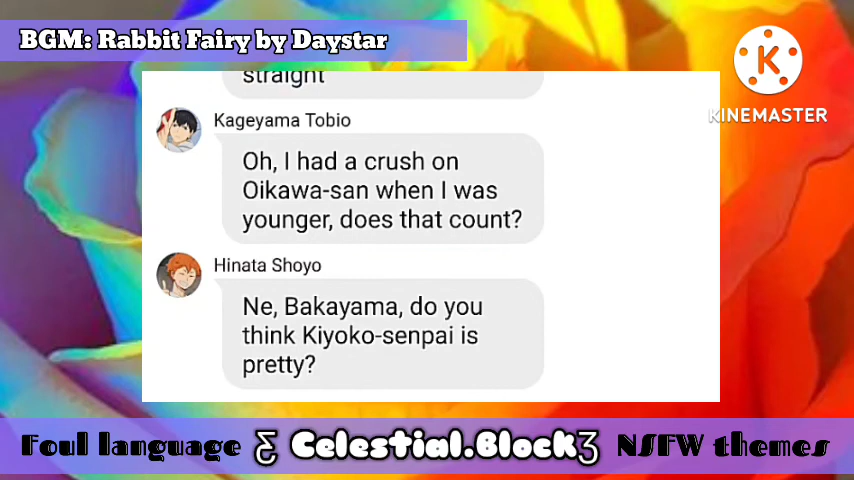 BGM: Rabbit Fairy by Daystar
KINEMASTER
straight
Kageyama Tobio
Oh, I had a crush on
Oikawa-san when I was
younger, does that count?
Hinata Shoyo
Ne, Bakayama, do you
think Kiyoko-senpai is
pretty?
Foul language Ƹ Celestial.Block Ʒ NSFW themes